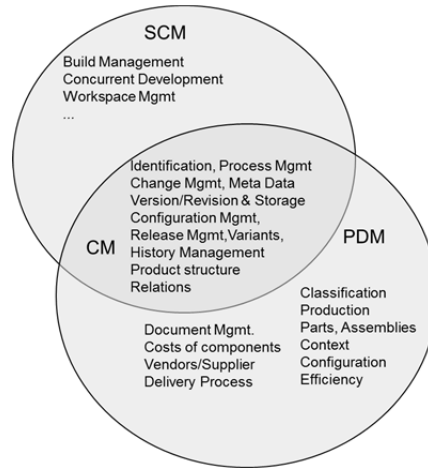 SCM
Build Management
Concurrent Development
Workspace Mgmt
...
Identification, Process Mgmt
Change Mgmt, Meta Data
Version/Revision & Storage
Configuration Mgmt,
Release Mgmt,Variants,
History Management
Product structure
Relations
CM
PDM
Document Mgmt.
Costs of components
Vendors/Supplier
Delivery Process
Classification
Production
Parts, Assemblies
Context
Configuration
Efficiency